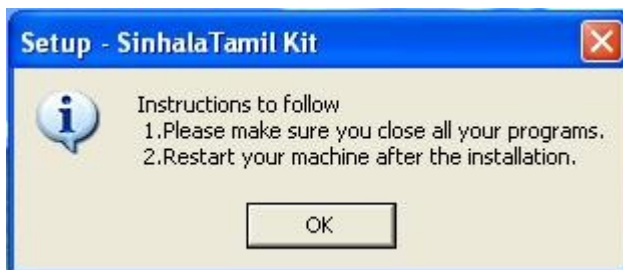 Setup - SinhalaTamil Kit
Instructions to follow
1.Please make sure you close all your programs.
2.Restart your machine after the installation.
OK